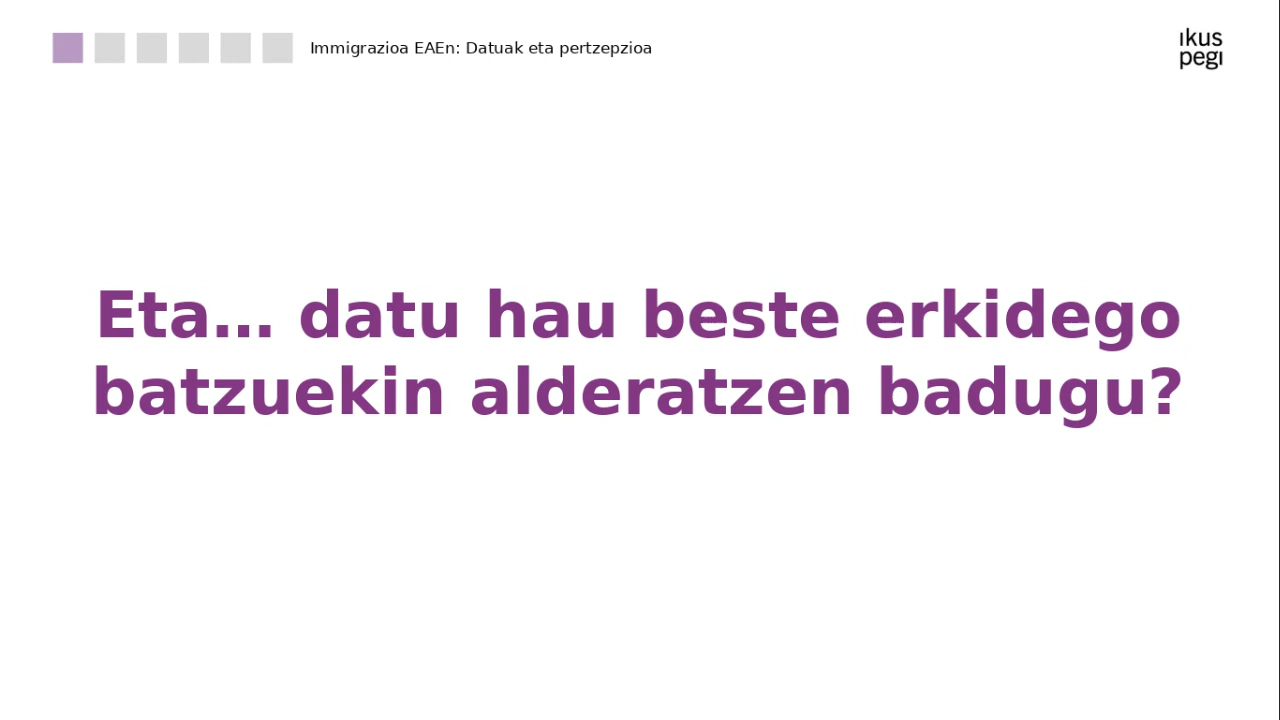 Immigrazioa EAEn: Datuak eta pertzepzioa
ikus
pegi
Eta... datu hau beste erkidego
batzuekin alderatzen badugu?